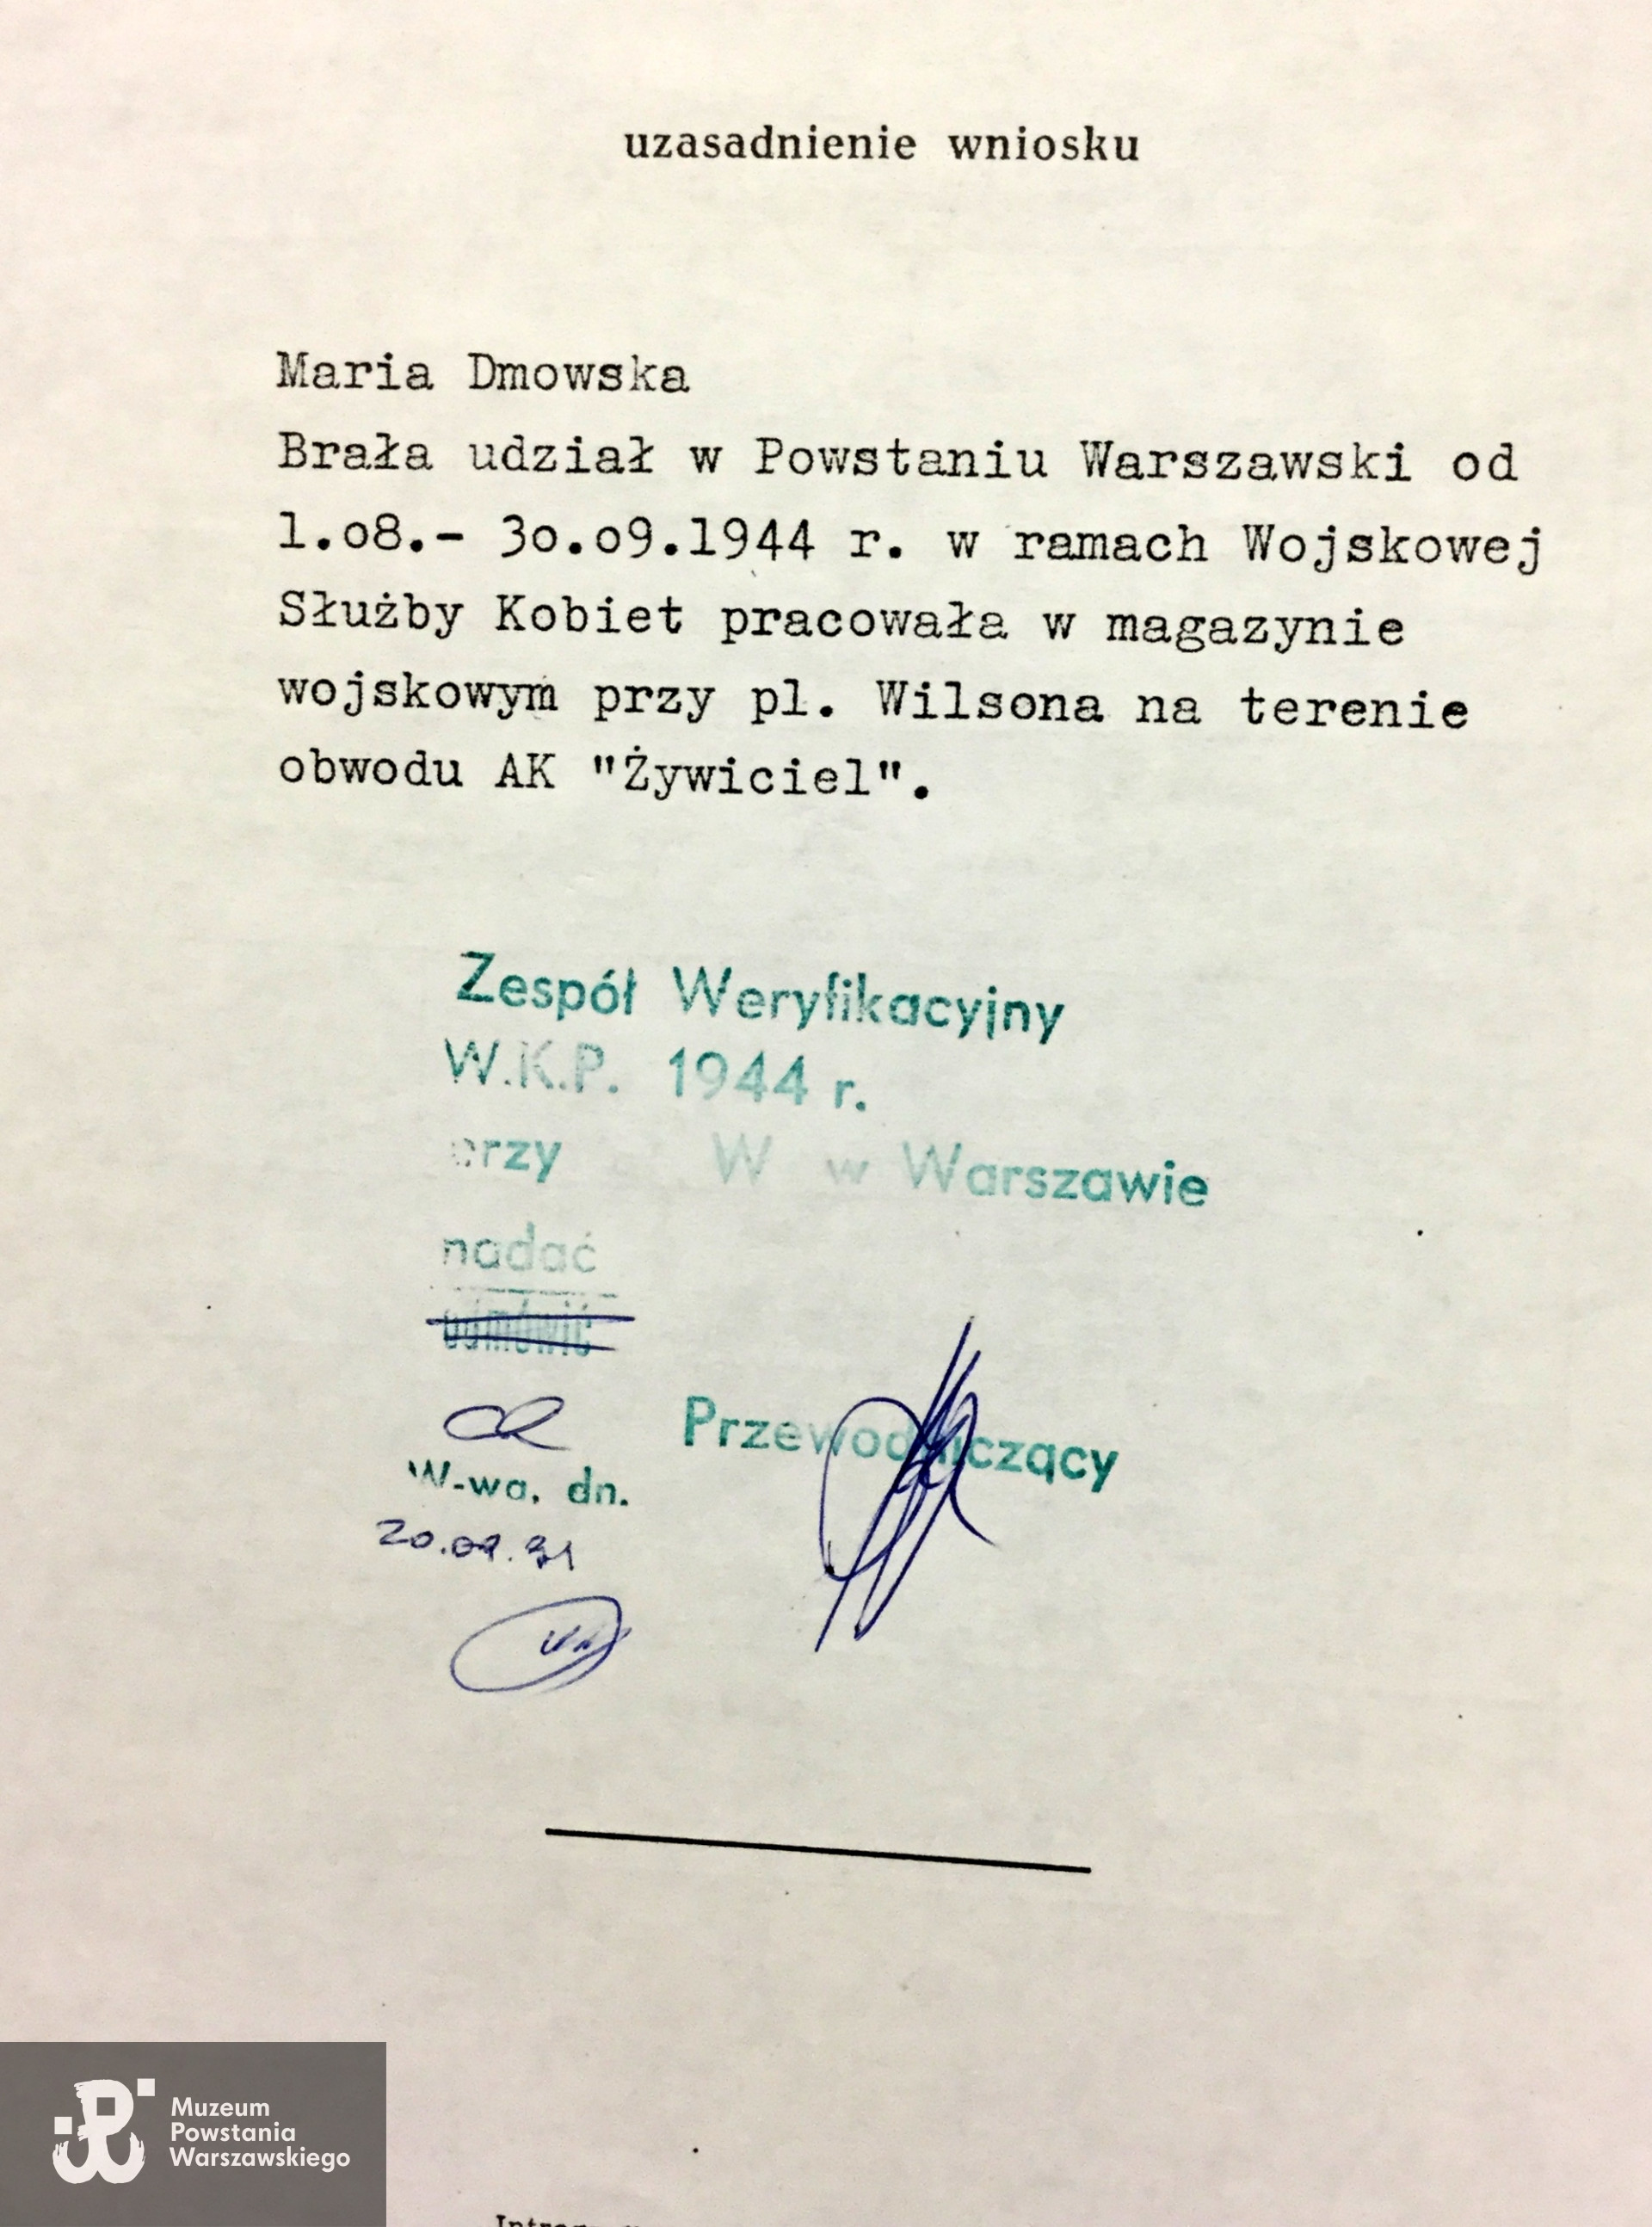 uzasadnienie wniosku
Maria Dmowska
Brała udział w Powstaniu Warszawski od
1.o8.- 3o.o9.1944 r. w ramach Wojskowej
Służby Kobiet pracowała w magazynie
wojskowym przy pl. Wilsona na terenie
obwodu AK "Żywiciel".
Zespół Weryfikacyjny
W.K.P. 1944 r.
przy W w Warszawie
nadać
odmówić
Przewodniczący
W-wa, dn.
Muzeum
Powstania
Warszawskiego